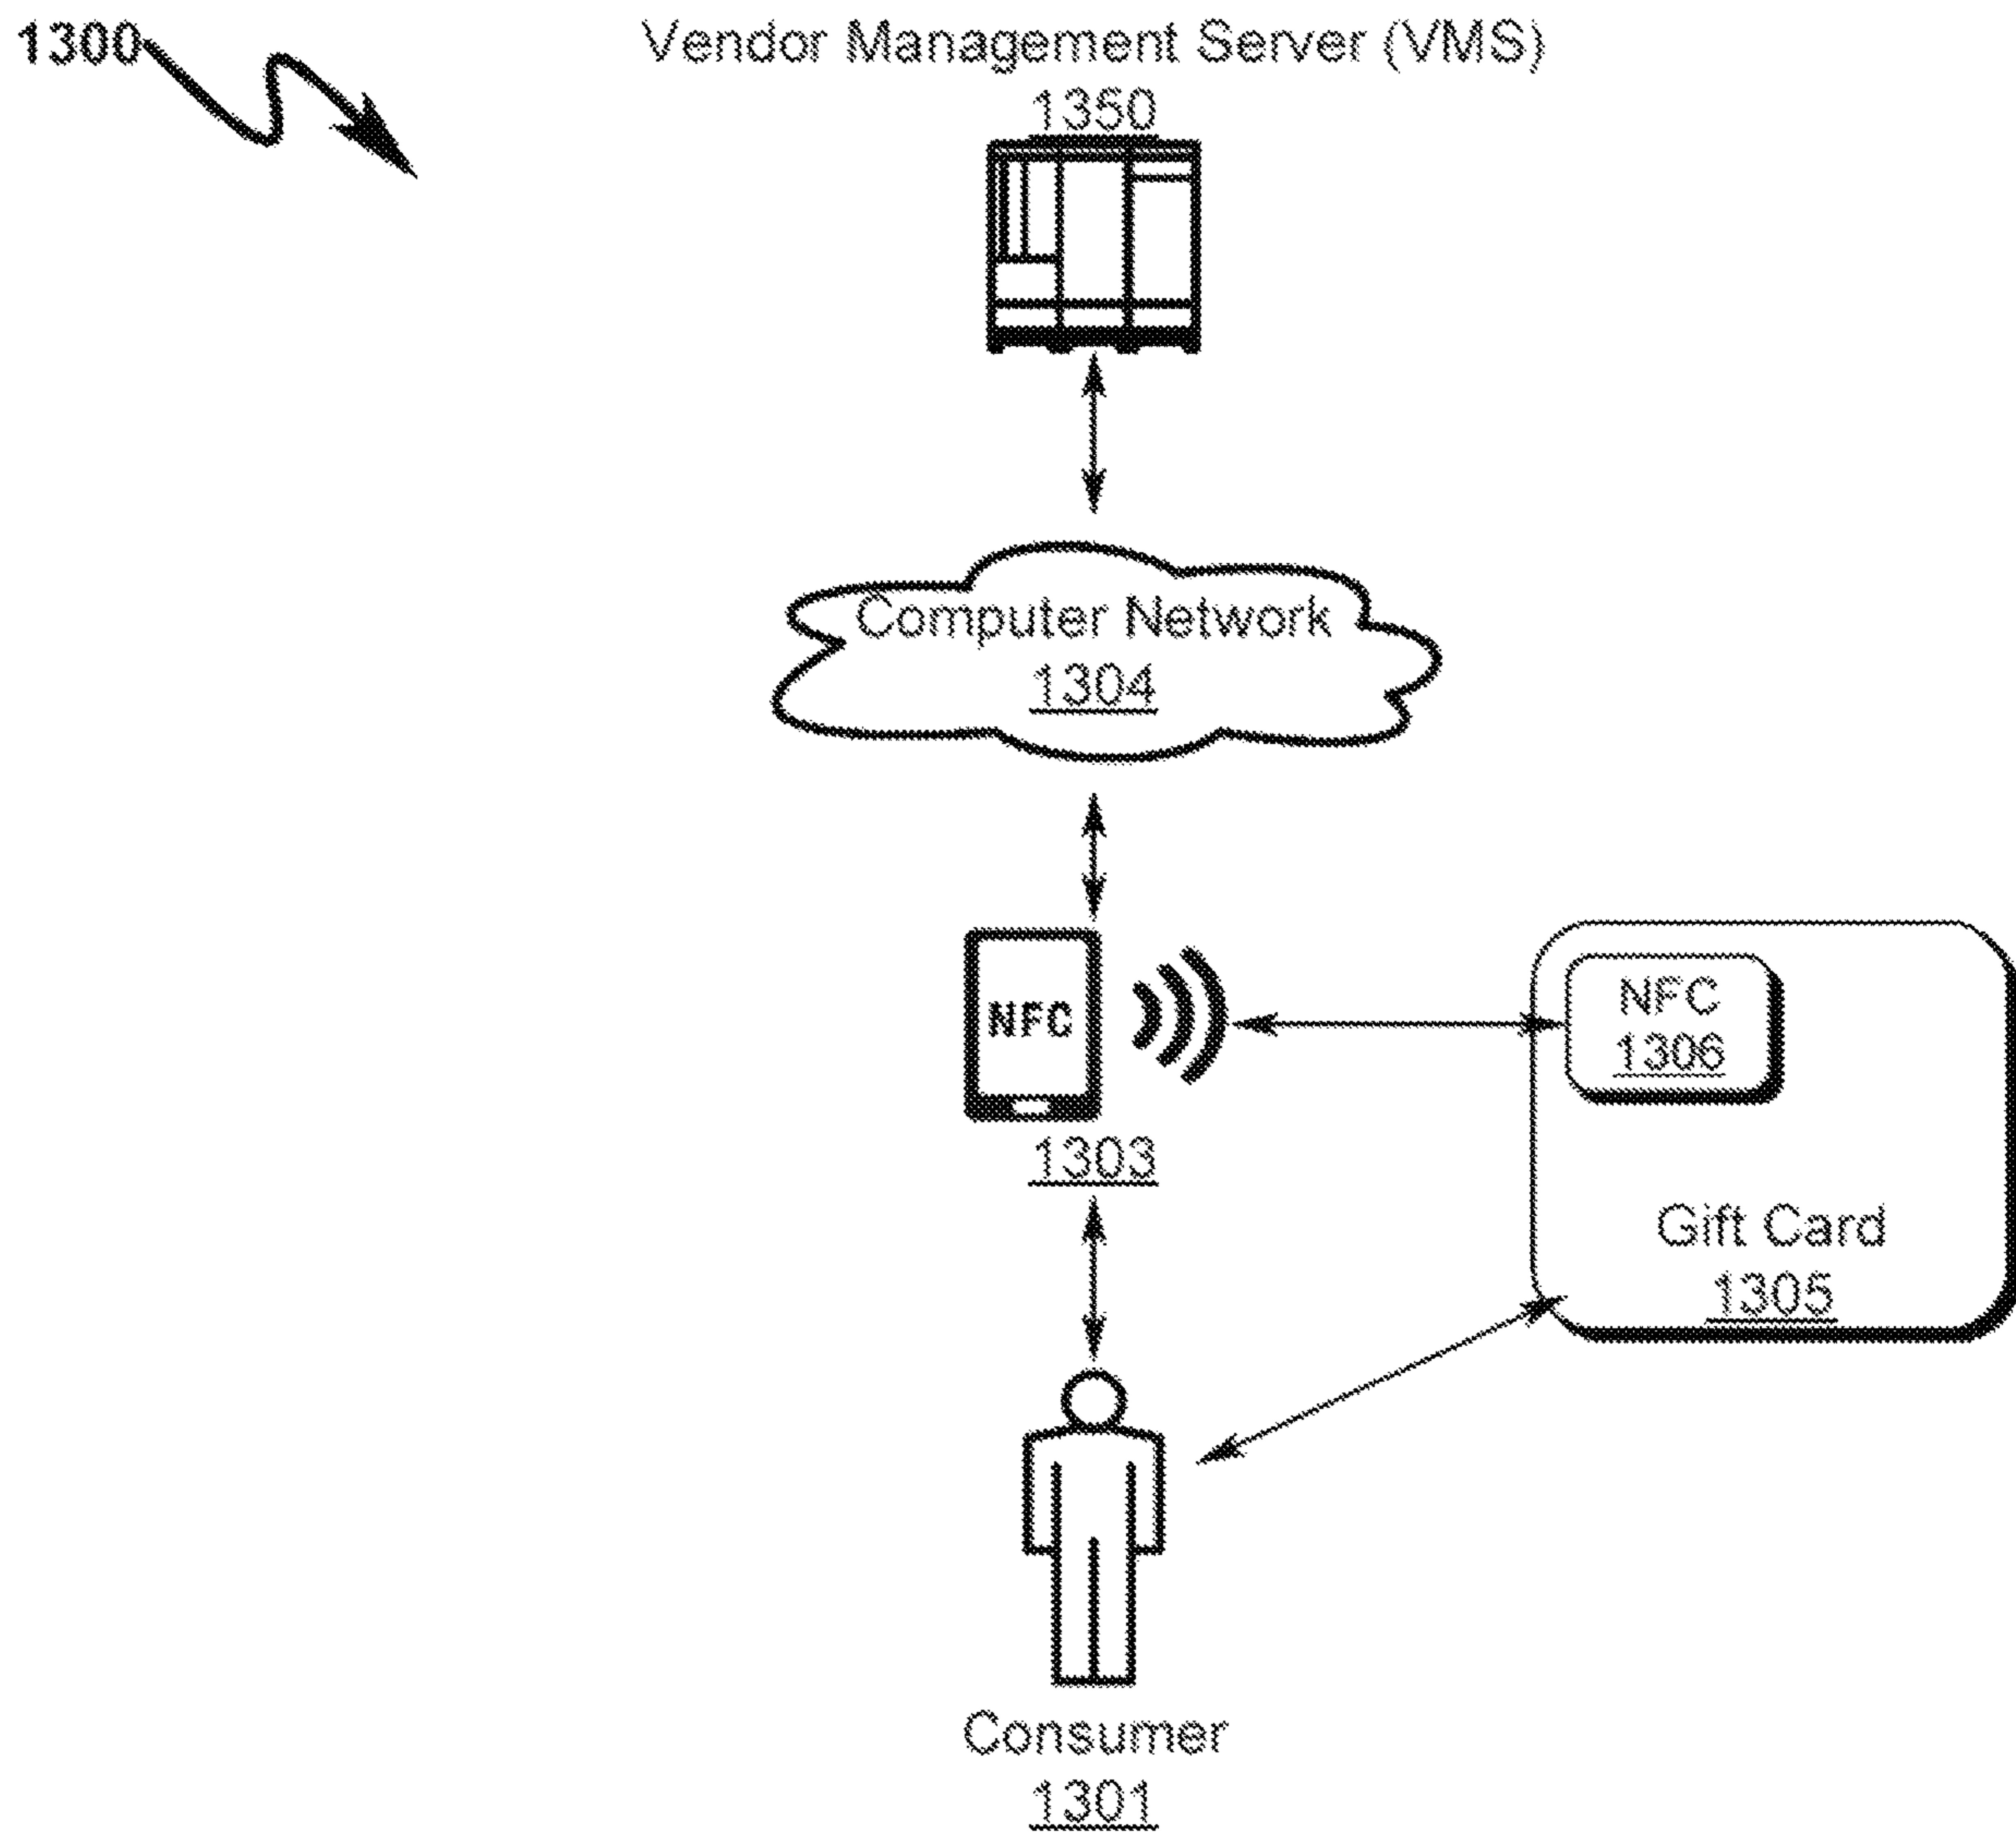 1300
Vendor Management Server (VMS)
1350
Computer Network
1304
NFC
1303
NFC
1306
Gift Card
1305
Consumer
1301